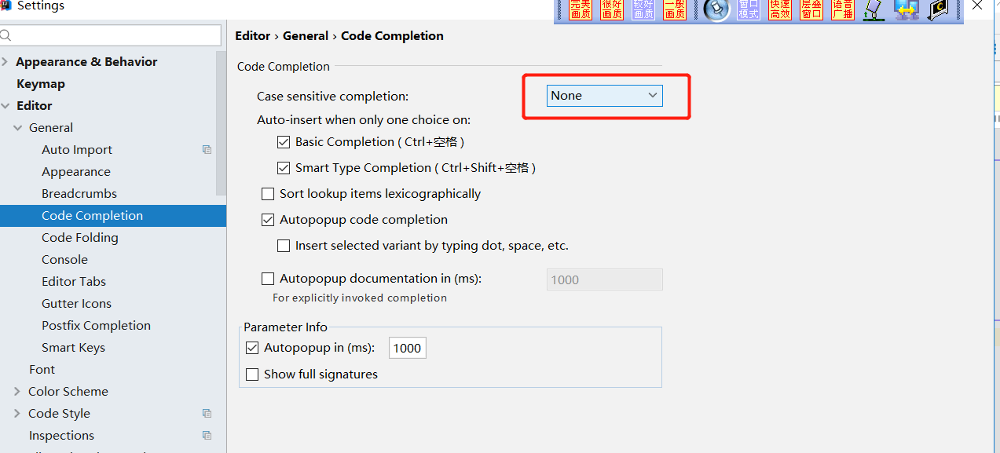 Settings
完美画质 很好画质 较好画质 一般画质 窗口模式 快速高效 层叠窗口 语音广播
Editor › General › Code Completion
Appearance & Behavior
Keymap
Editor
General
Auto Import
Appearance
Breadcrumbs
Code Completion
Code Folding
Console
Editor Tabs
Gutter Icons
Postfix Completion
Smart Keys
Font
Color Scheme
Code Style
Inspections
Code Completion
Case sensitive completion:
None
Auto-insert when only one choice on:
Basic Completion ( Ctrl+空格 )
Smart Type Completion ( Ctrl+Shift+空格 )
Sort lookup items lexicographically
Autopopup code completion
Insert selected variant by typing dot, space, etc.
Autopopup documentation in (ms): 1000
For explicitly invoked completion
Parameter Info
Autopopup in (ms): 1000
Show full signatures